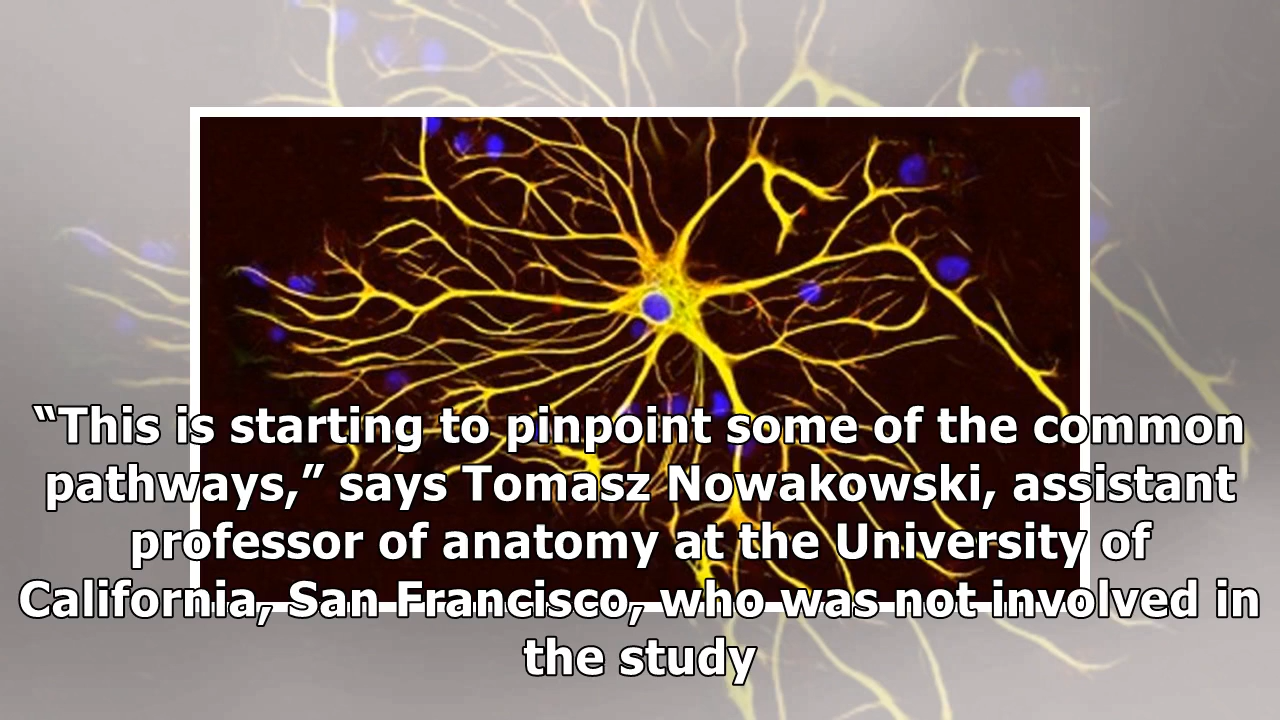 “This is starting to pinpoint some of the common
pathways,” says Tomasz Nowakowski, assistant
professor of anatomy at the University of
California, San Francisco, who was not involved in
the study